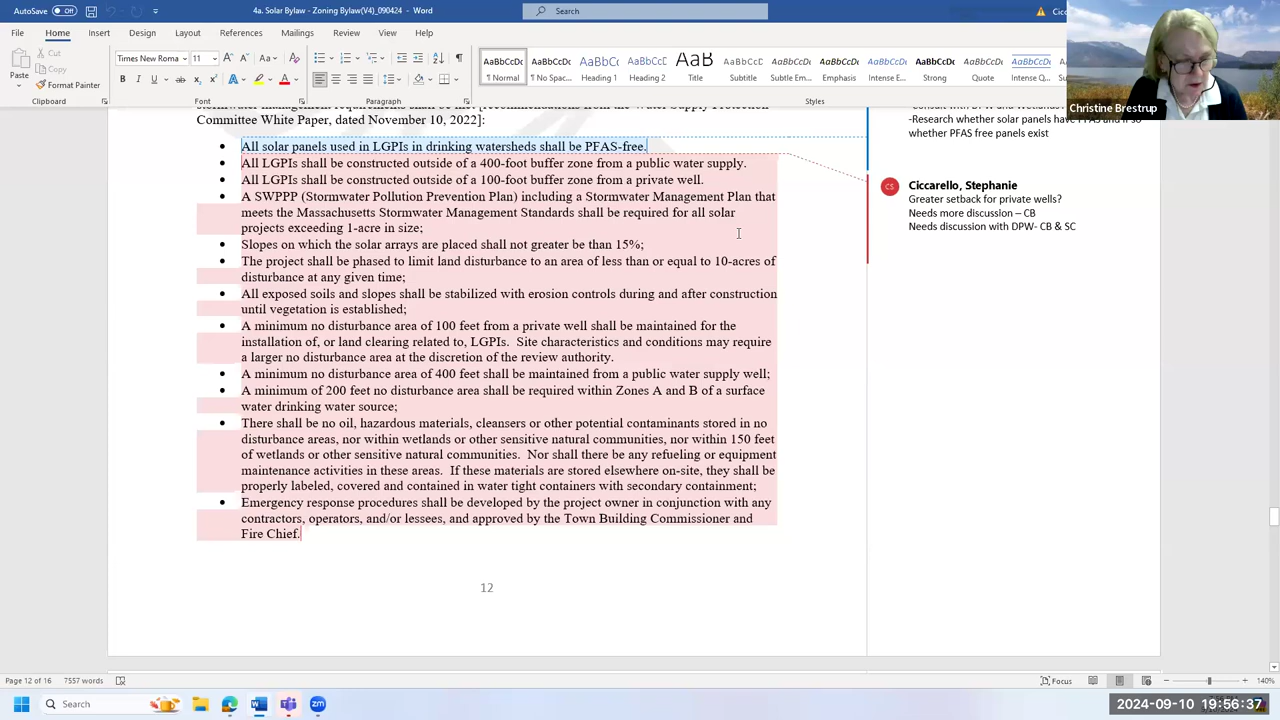 AutoSave Off 4a. Solar Bylaw - Zoning Bylaw(V4)_090424 - Word Search Cicc
File Home Insert Draw Design Layout References Mailings Review View Help
Paste Cut
Copy
Format Painter
Times New Roma 11
AaBbCcDc AaBbCcDc AaBbCc AaBbCcDc AaB AaBbCcDc AaBbCcDc AaBbCcDc AaBbCcDc AaBbCcDc AaBbCcDc AaBbCcDc
¶ Normal ¶ No Spac... Heading 1 Heading 2 Title Subtitle Subtle Em... Emphasis Intense E... Strong Quote Intense Q...
Clipboard Font Paragraph Styles
Christine Brestrup
Committee White Paper, dated November 10, 2022]:
• All solar panels used in LGPIs in drinking watersheds shall be PFAS-free.
• All LGPIs shall be constructed outside of a 400-foot buffer zone from a public water supply.
• All LGPIs shall be constructed outside of a 100-foot buffer zone from a private well.
• A SWPPP (Stormwater Pollution Prevention Plan) including a Stormwater Management Plan that
meets the Massachusetts Stormwater Management Standards shall be required for all solar
projects exceeding 1-acre in size;
• Slopes on which the solar arrays are placed shall not greater be than 15%;
• The project shall be phased to limit land disturbance to an area of less than or equal to 10-acres of
disturbance at any given time;
• All exposed soils and slopes shall be stabilized with erosion controls during and after construction
until vegetation is established;
• A minimum no disturbance area of 100 feet from a private well shall be maintained for the
installation of, or land clearing related to, LGPIs.  Site characteristics and conditions may require
a larger no disturbance area at the discretion of the review authority.
• A minimum no disturbance area of 400 feet shall be maintained from a public water supply well;
• A minimum of 200 feet no disturbance area shall be required within Zones A and B of a surface
water drinking water source;
• There shall be no oil, hazardous materials, cleansers or other potential contaminants stored in no
disturbance areas, nor within wetlands or other sensitive natural communities, nor within 150 feet
of wetlands or other sensitive natural communities.  Nor shall there be any refueling or equipment
maintenance activities in these areas.  If these materials are stored elsewhere on-site, they shall be
properly labeled, covered and contained in water tight containers with secondary containment;
• Emergency response procedures shall be developed by the project owner in conjunction with any
contractors, operators, and/or lessees, and approved by the Town Building Commissioner and
Fire Chief.
12
-Research whether solar panels have PFAS and if so
whether PFAS free panels exist
CS Ciccarello, Stephanie
Greater setback for private wells?
Needs more discussion – CB
Needs discussion with DPW- CB & SC
Page 12 of 16 7557 words Focus 140%
Search
2024-09-10 19:56:37